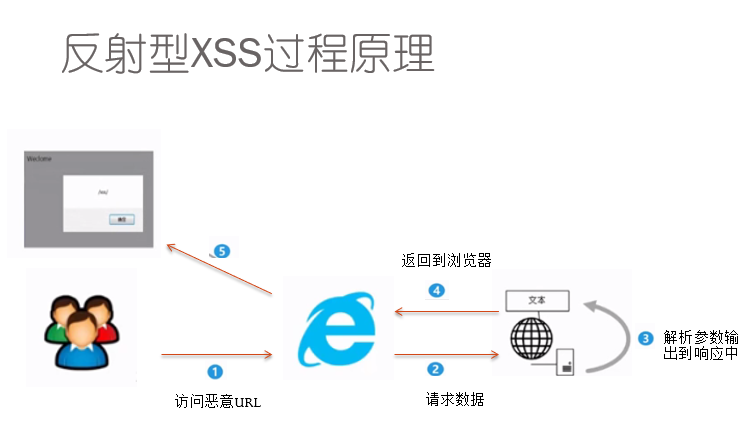 反射型XSS过程原理
Welcome
/xss/
确定
5
返回到浏览器
4
文本
3
解析参数输
出到响应中
1
2
访问恶意URL
请求数据